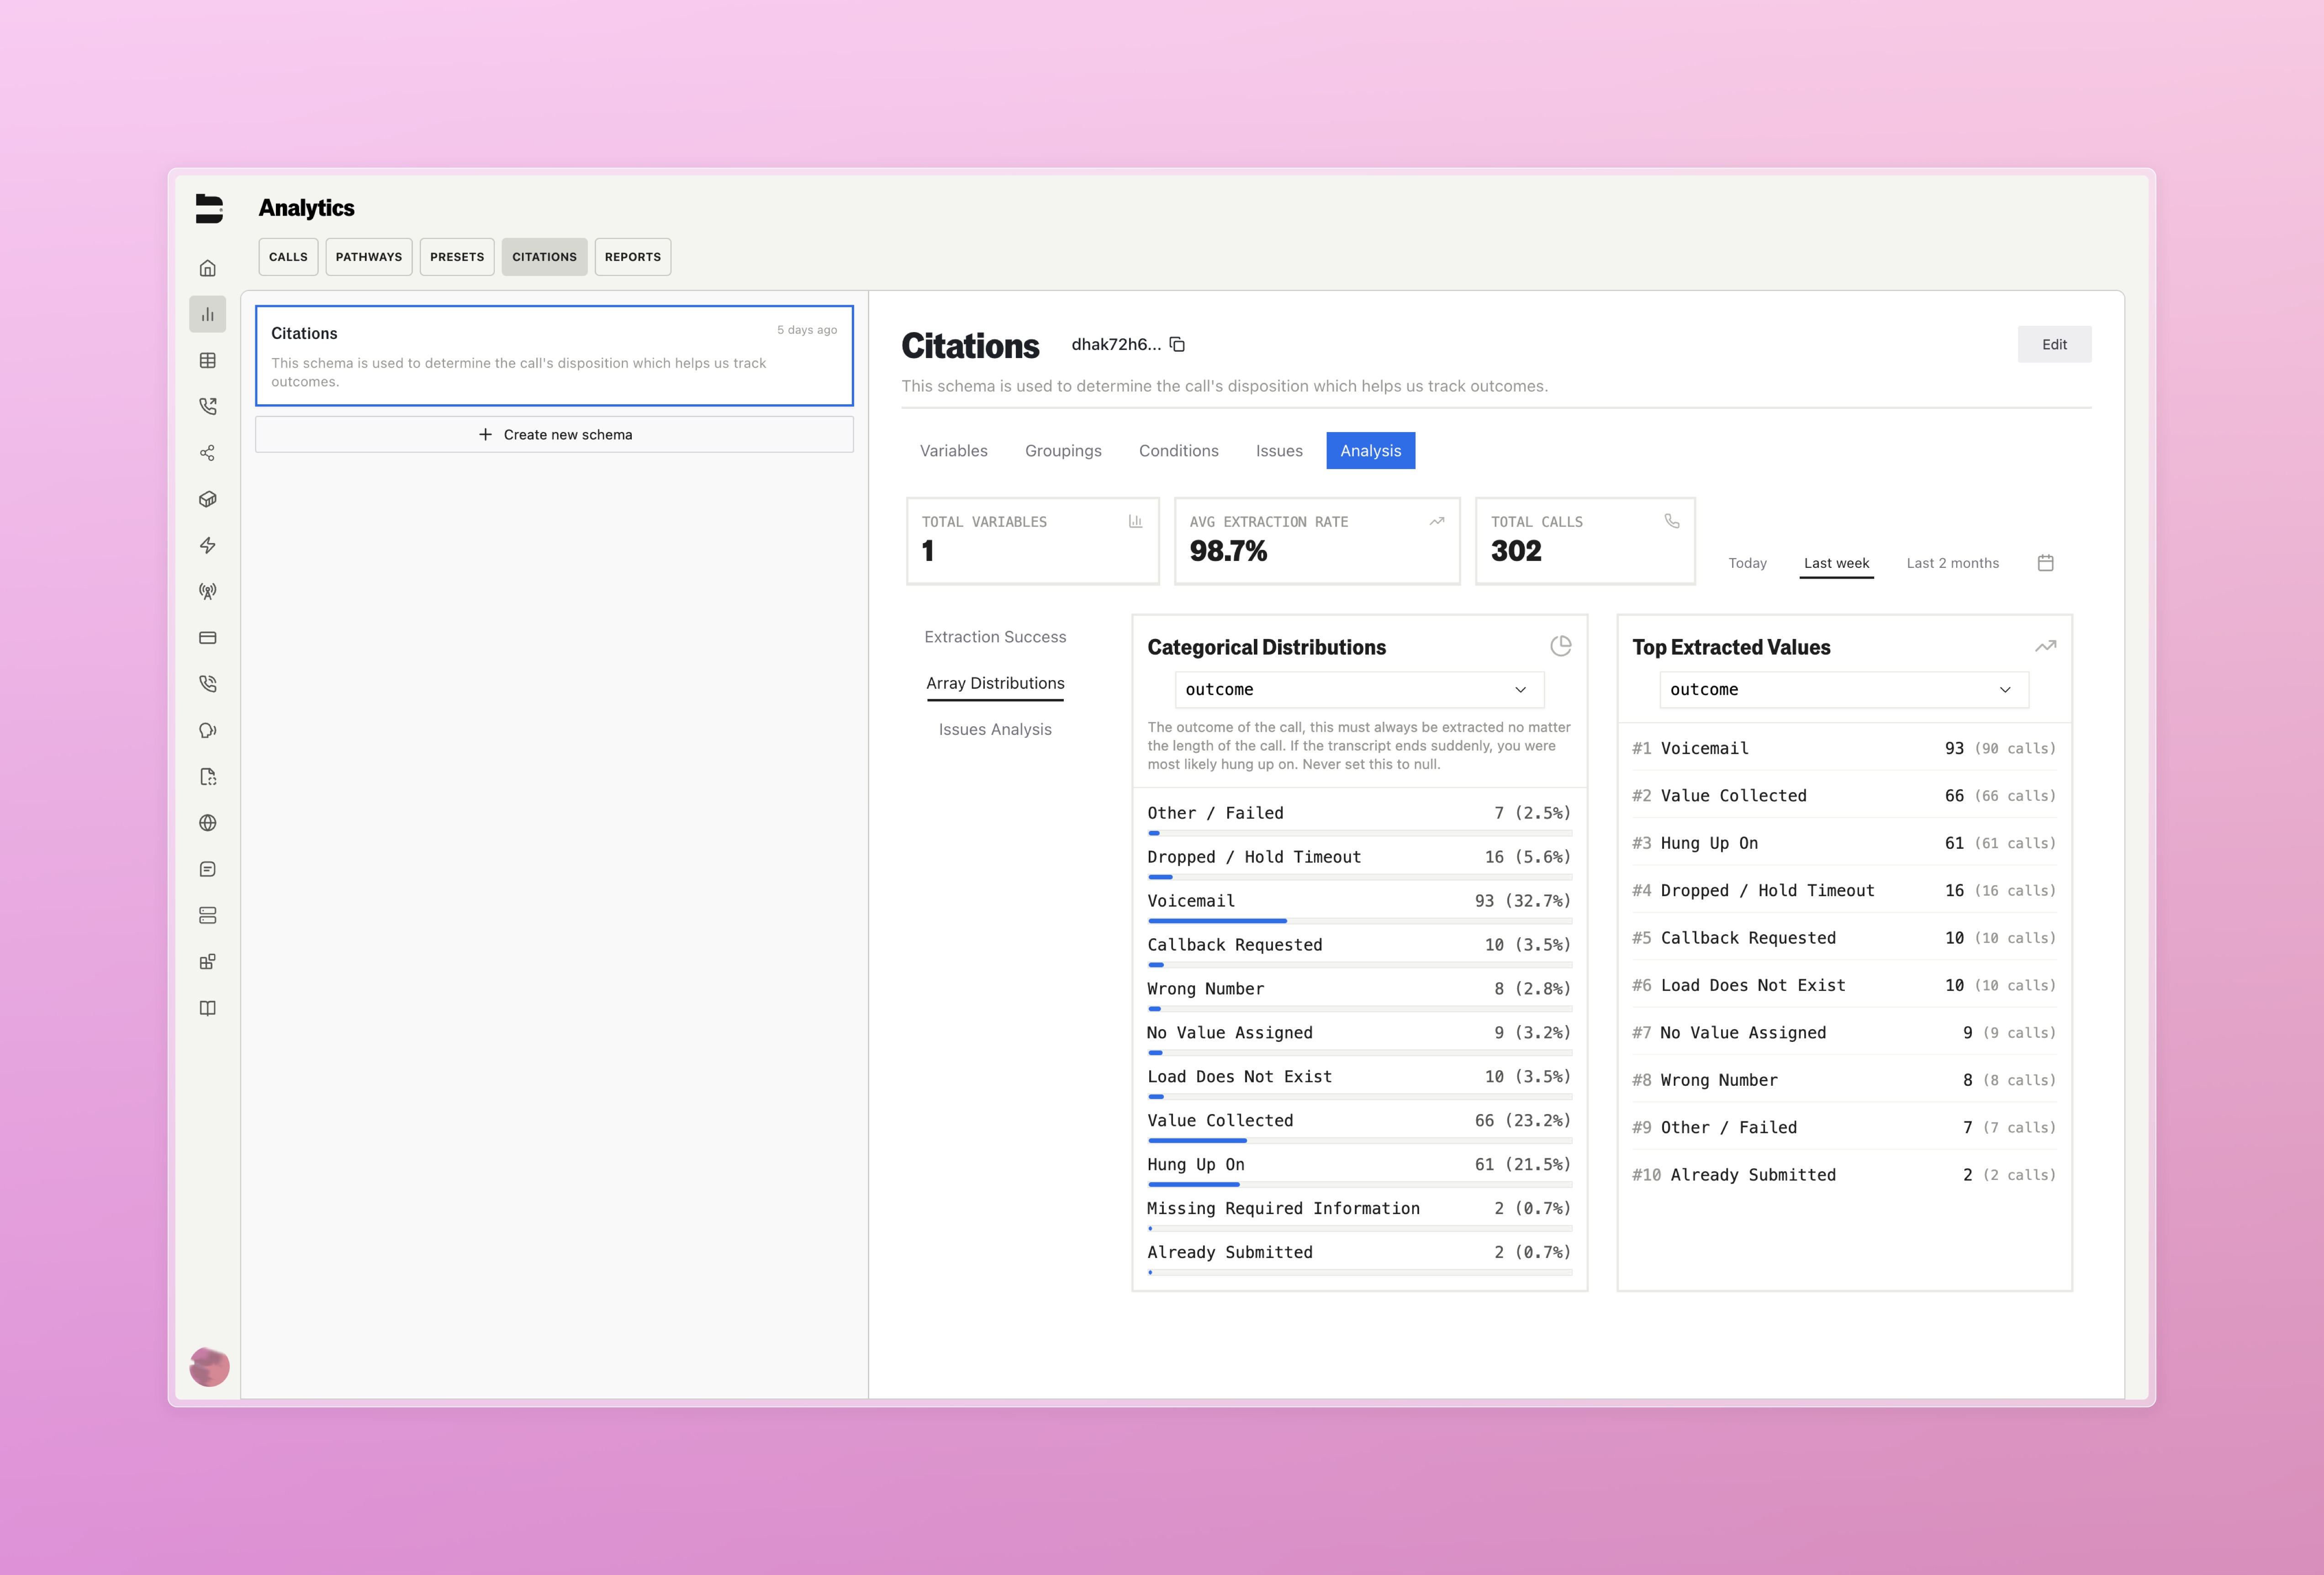 Analytics
CALLS
PATHWAYS
PRESETS
CITATIONS
REPORTS
Citations
5 days ago
This schema is used to determine the call's disposition which helps us track
outcomes.
Create new schema
Citations
dhak72h6...
Edit
This schema is used to determine the call's disposition which helps us track outcomes.
Variables
Groupings
Conditions
Issues
Analysis
TOTAL VARIABLES
1
AVG EXTRACTION RATE
98.7%
TOTAL CALLS
302
Today
Last week
Last 2 months
Extraction Success
Array Distributions
Issues Analysis
Categorical Distributions
outcome
The outcome of the call, this must always be extracted no matter
the length of the call. If the transcript ends suddenly, you were
most likely hung up on. Never set this to null.
Other / Failed 7 (2.5%)
Dropped / Hold Timeout 16 (5.6%)
Voicemail 93 (32.7%)
Callback Requested 10 (3.5%)
Wrong Number 8 (2.8%)
No Value Assigned 9 (3.2%)
Load Does Not Exist 10 (3.5%)
Value Collected 66 (23.2%)
Hung Up On 61 (21.5%)
Missing Required Information 2 (0.7%)
Already Submitted 2 (0.7%)
Top Extracted Values
outcome
#1 Voicemail 93 (90 calls)
#2 Value Collected 66 (66 calls)
#3 Hung Up On 61 (61 calls)
#4 Dropped / Hold Timeout 16 (16 calls)
#5 Callback Requested 10 (10 calls)
#6 Load Does Not Exist 10 (10 calls)
#7 No Value Assigned 9 (9 calls)
#8 Wrong Number 8 (8 calls)
#9 Other / Failed 7 (7 calls)
#10 Already Submitted 2 (2 calls)